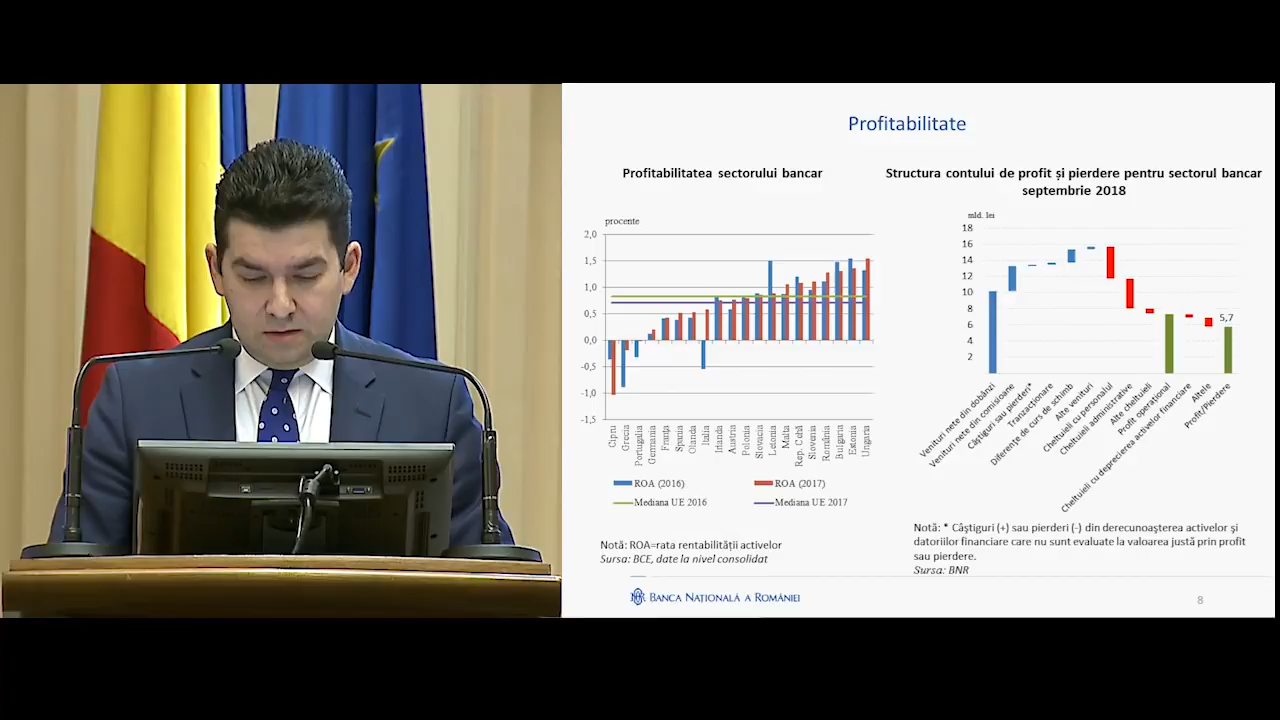 Profitabilitate
Profitabilitatea sectorului bancar
procente
2,0
1,5
1,0
0,5
0,0
-0,5
-1,0
-1,5
Cipru
Grecia
Portugalia
Germania
Franța
Spania
Olanda
Italia
Irlanda
Austria
Polonia
Slovacia
Letonia
Malta
Rep. Cehă
Slovenia
România
Bulgaria
Estonia
Ungaria
ROA (2016)
ROA (2017)
Mediana UE 2016
Mediana UE 2017
Notă: ROA=rata rentabilității activelor
Sursa: BCE, date la nivel consolidat
Structura contului de profit și pierdere pentru sectorul bancar
septembrie 2018
mld. lei
18
16
14
12
10
8
6
4
2
5,7
Venituri nete din dobânzi
Venituri nete din comisioane
Câștiguri sau pierderi*
Tranzacționare
Diferențe de curs de schimb
Alte venituri
Cheltuieli cu personalul
Cheltuieli administrative
Alte cheltuieli
Profit operațional
Cheltuieli cu deprecierea activelor financiare
Altele
Profit/Pierdere
Notă: * Câştiguri (+) sau pierderi (-) din derecunoaşterea activelor şi
datoriilor financiare care nu sunt evaluate la valoarea justă prin profit
sau pierdere.
Sursa: BNR
BANCA NAȚIONALĂ A ROMÂNIEI
8